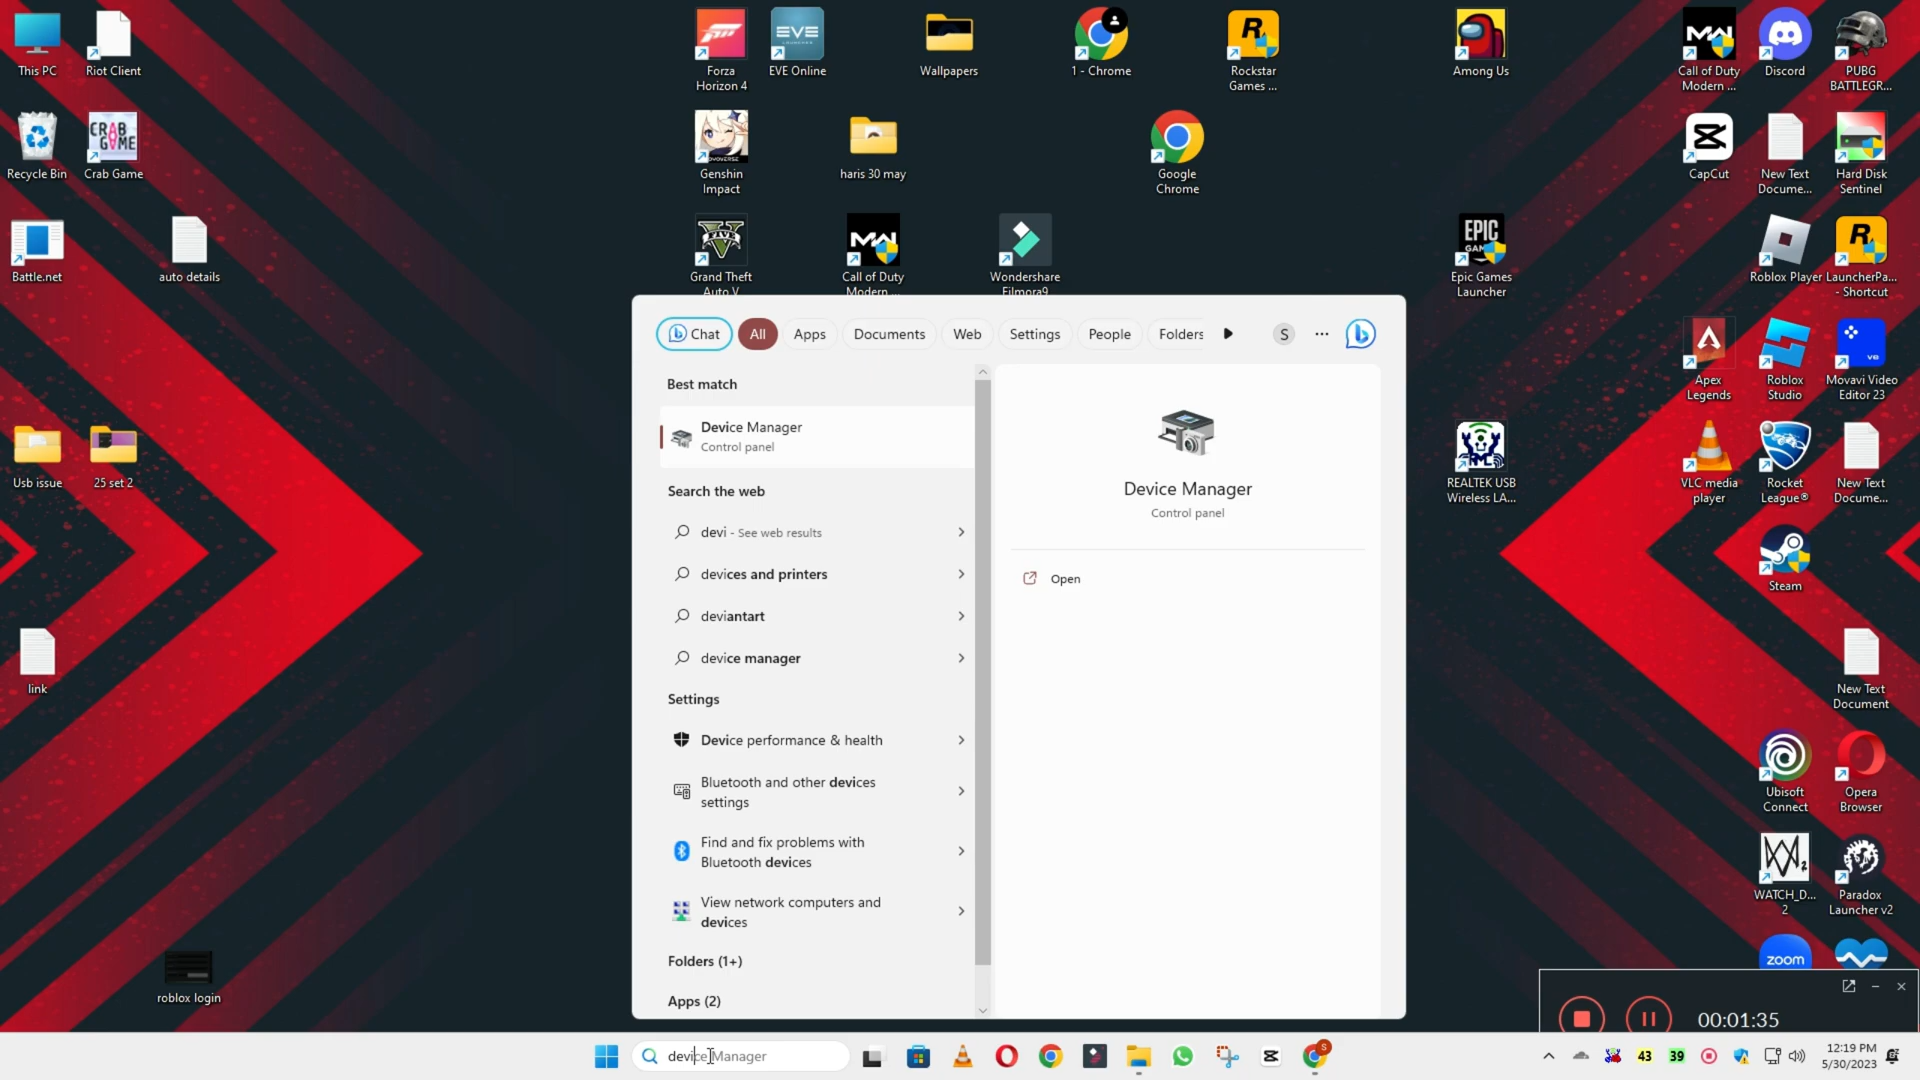 This PC
Riot Client
Forza
Horizon 4
EVE
EVE Online
Wallpapers
1 - Chrome
Rockstar
Games ...
Among Us
Call of Duty
Modern ...
Discord
PUBG
BATTLEGR...
Recycle Bin
CRAB
GAME
Crab Game
Genshin
Impact
haris 30 may
Google
Chrome
CapCut
New Text
Docume...
Hard Disk
Sentinel
Battle.net
auto details
Grand Theft
Auto V
Call of Duty
Modern ...
Wondershare
Filmora9
EPIC
GAMES
Epic Games
Launcher
Roblox Player
LauncherPa...
- Shortcut
Chat
All
Apps
Documents
Web
Settings
People
Folders
S
Best match
Device Manager
Control panel
Search the web
devi - See web results
devices and printers
deviantart
device manager
Settings
Device performance & health
Bluetooth and other devices
settings
Find and fix problems with
Bluetooth devices
View network computers and
devices
Folders (1+)
Apps (2)
Device Manager
Control panel
Open
Apex
Legends
Roblox
Studio
Movavi Video
Editor 23
Usb issue
25 set 2
REALTEK USB
Wireless LA...
VLC media
player
Rocket
League®
New Text
Docume...
Steam
link
New Text
Document
Ubisoft
Connect
Opera
Browser
WATCH_D...
2
Paradox
Launcher v2
roblox login
zoom
00:01:35
device Manager
43
39
12:19 PM
5/30/2023